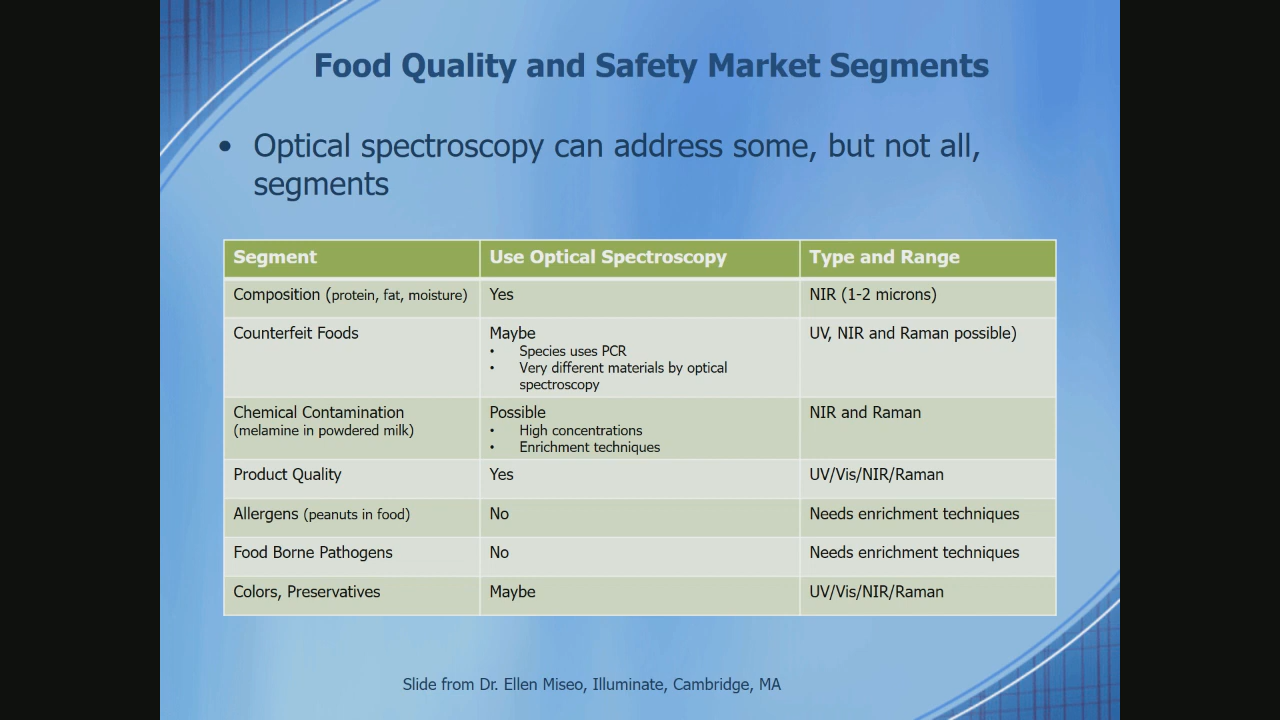 Food Quality and Safety Market Segments
• Optical spectroscopy can address some, but not all,
segments
Segment Use Optical Spectroscopy Type and Range
Composition (protein, fat, moisture) Yes NIR (1-2 microns)
Counterfeit Foods Maybe UV, NIR and Raman possible)
• Species uses PCR
• Very different materials by optical
spectroscopy
Chemical Contamination Possible NIR and Raman
(melamine in powdered milk) • High concentrations
• Enrichment techniques
Product Quality Yes UV/Vis/NIR/Raman
Allergens (peanuts in food) No Needs enrichment techniques
Food Borne Pathogens No Needs enrichment techniques
Colors, Preservatives Maybe UV/Vis/NIR/Raman
Slide from Dr. Ellen Miseo, Illuminate, Cambridge, MA